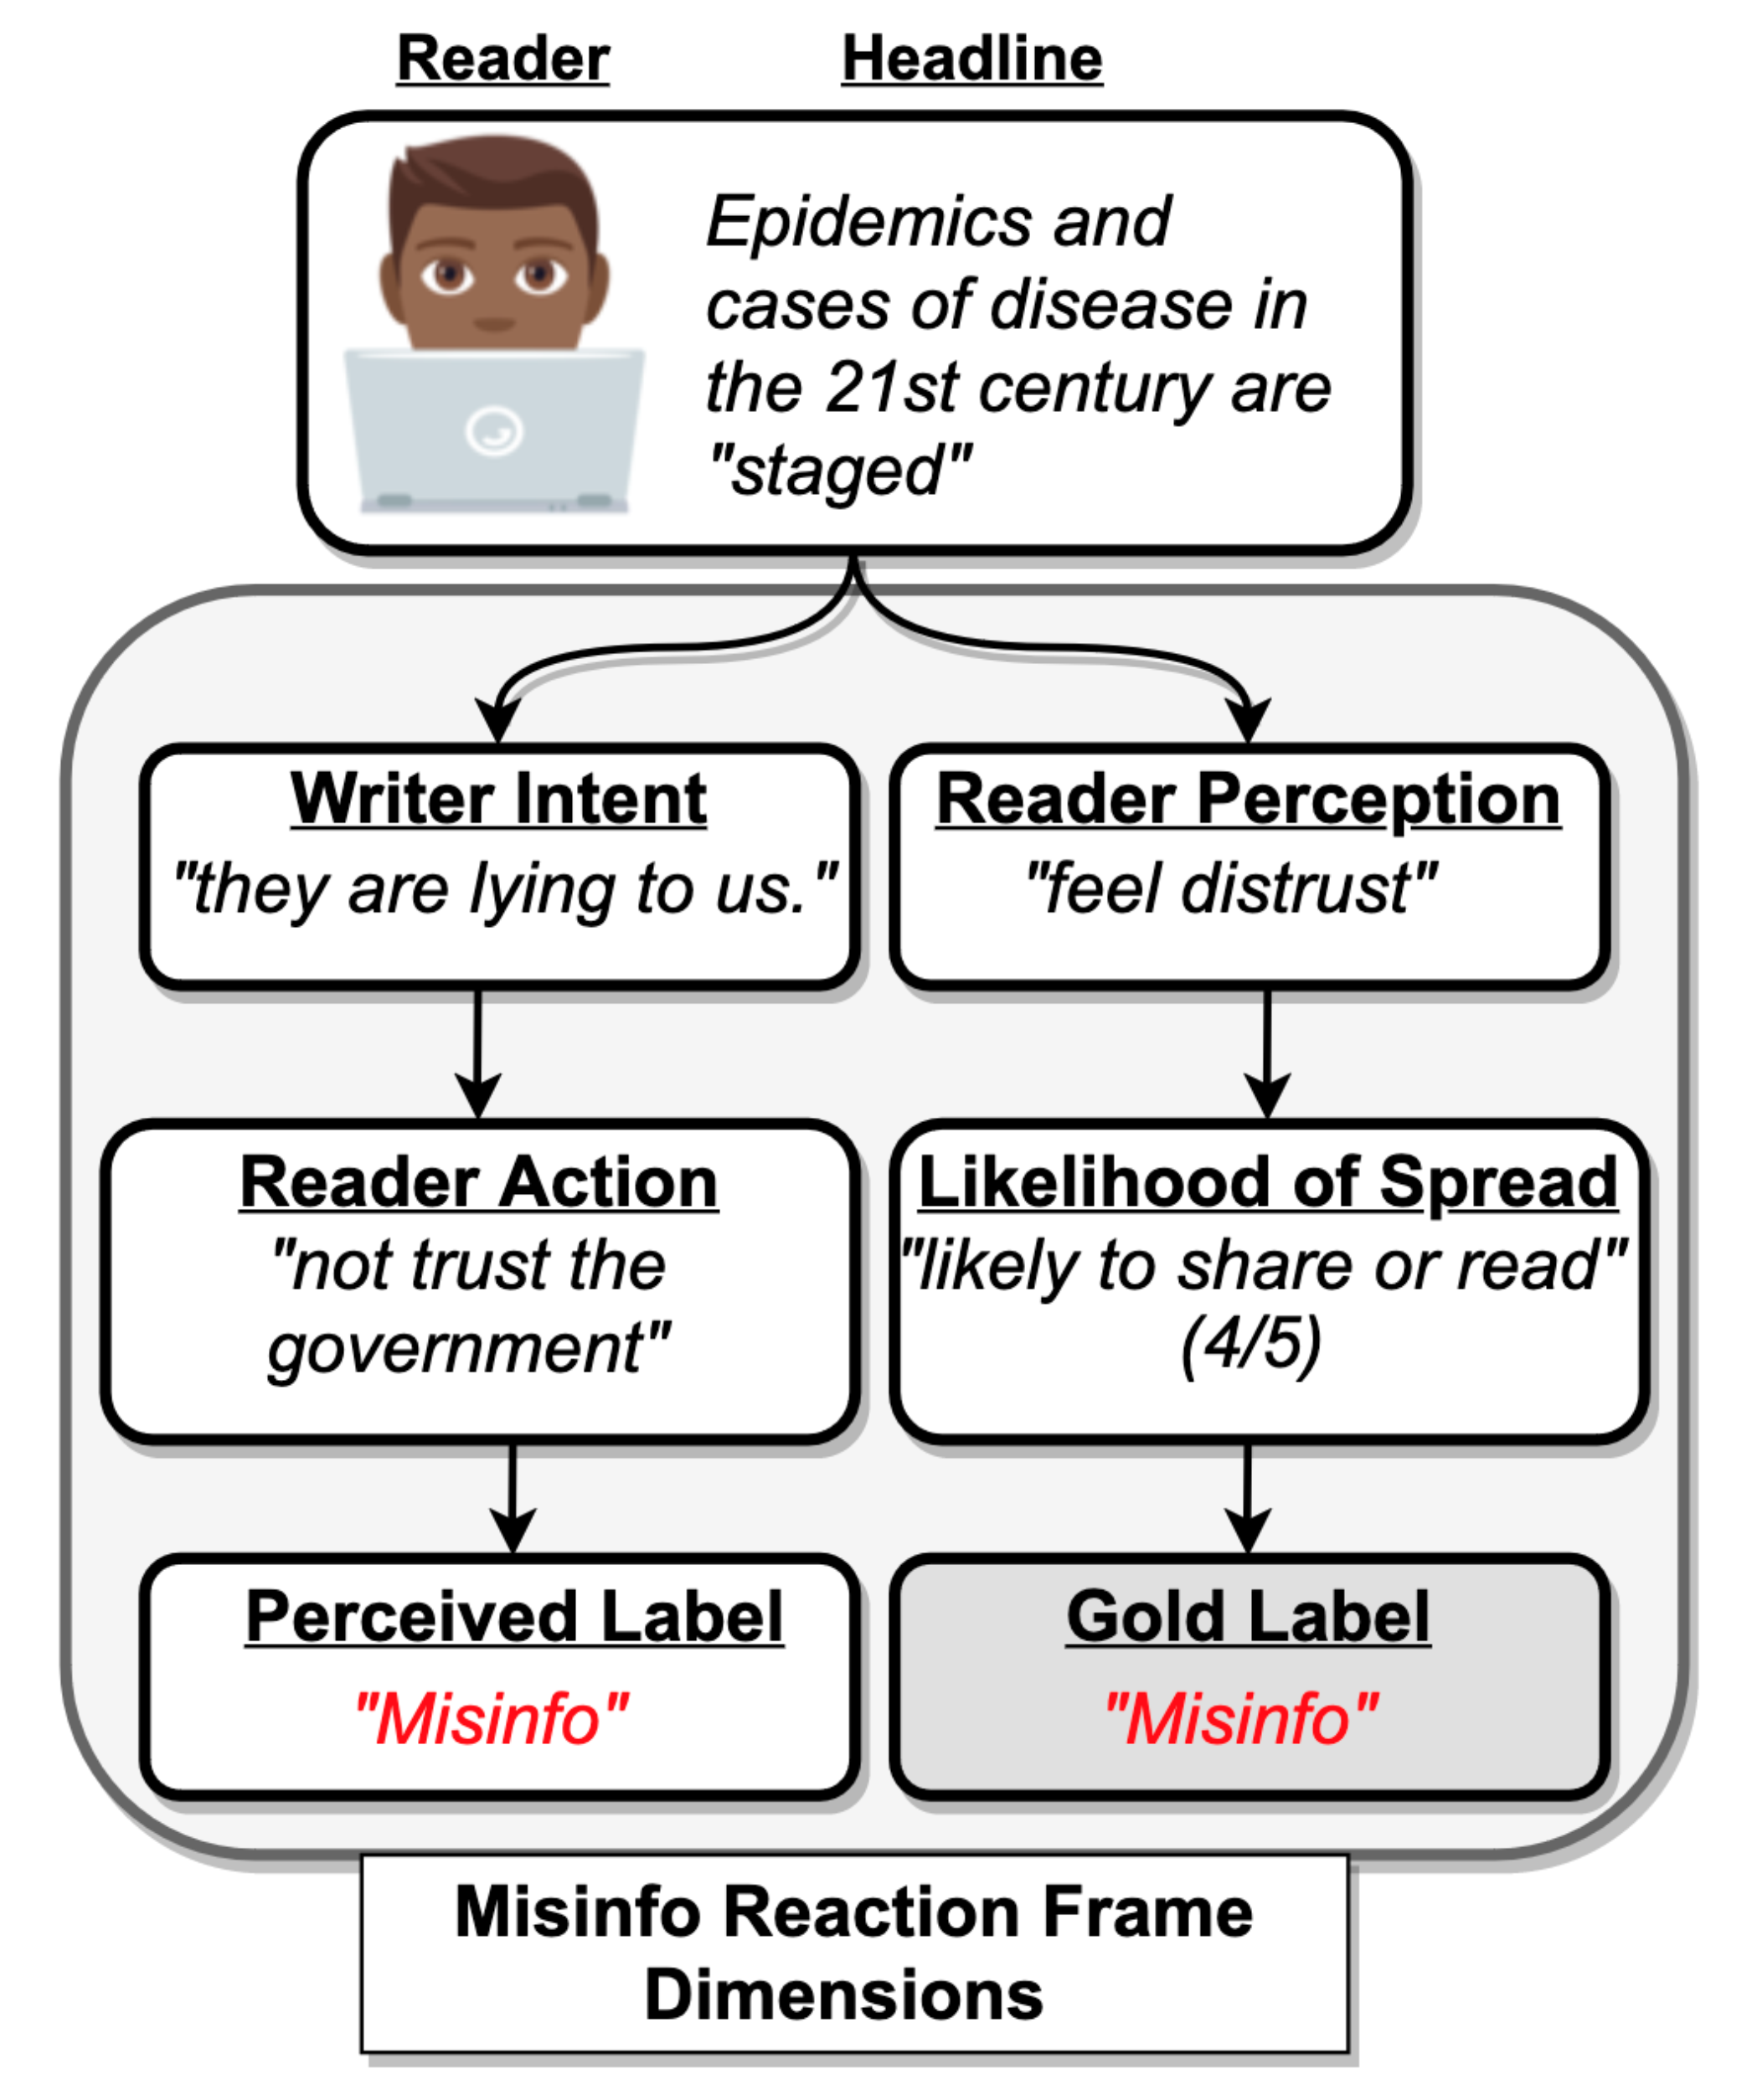 Reader
Headline
Epidemics and
cases of disease in
the 21st century are
"staged"
Writer Intent
"they are lying to us."
Reader Perception
"feel distrust"
Reader Action
"not trust the
government"
Likelihood of Spread
"likely to share or read"
(4/5)
Perceived Label
"Misinfo"
Gold Label
"Misinfo"
Misinfo Reaction Frame
Dimensions